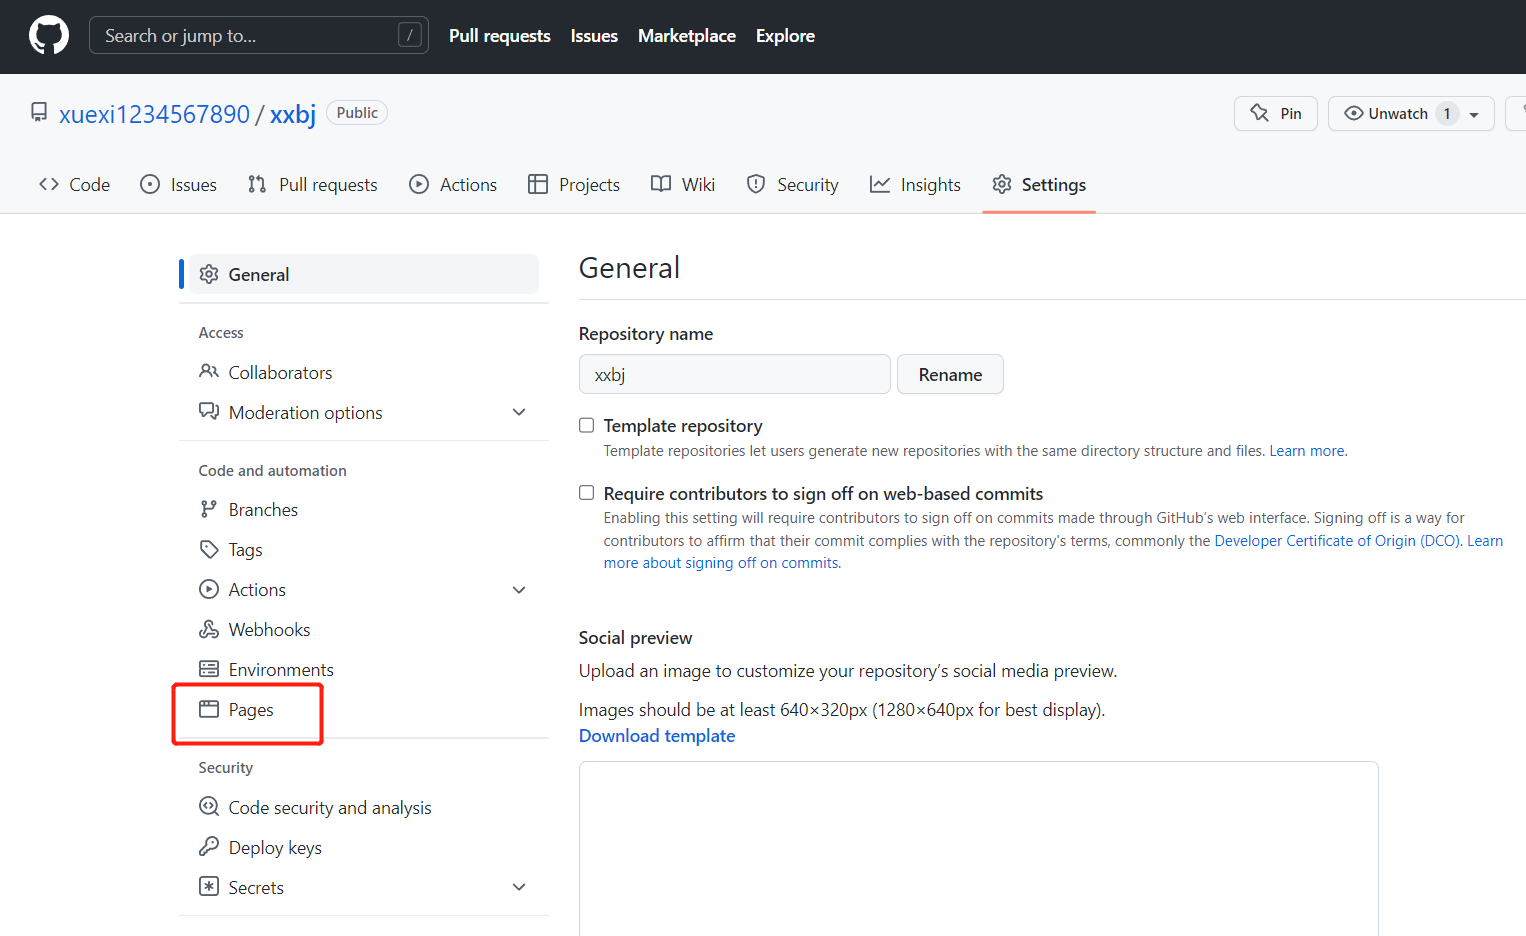 Search or jump to... /
Pull requests Issues Marketplace Explore
xuexi1234567890 / xxbj Public
Pin Unwatch 1
Code Issues Pull requests Actions Projects Wiki Security Insights Settings
General
Access
Collaborators
Moderation options
Code and automation
Branches
Tags
Actions
Webhooks
Environments
Pages
Security
Code security and analysis
Deploy keys
Secrets
General
Repository name
xxbj Rename
Template repository
Template repositories let users generate new repositories with the same directory structure and files. Learn more.
Require contributors to sign off on web-based commits
Enabling this setting will require contributors to sign off on commits made through GitHub's web interface. Signing off is a way for
contributors to affirm that their commit complies with the repository's terms, commonly the Developer Certificate of Origin (DCO). Learn
more about signing off on commits.
Social preview
Upload an image to customize your repository's social media preview.
Images should be at least 640×320px (1280×640px for best display).
Download template